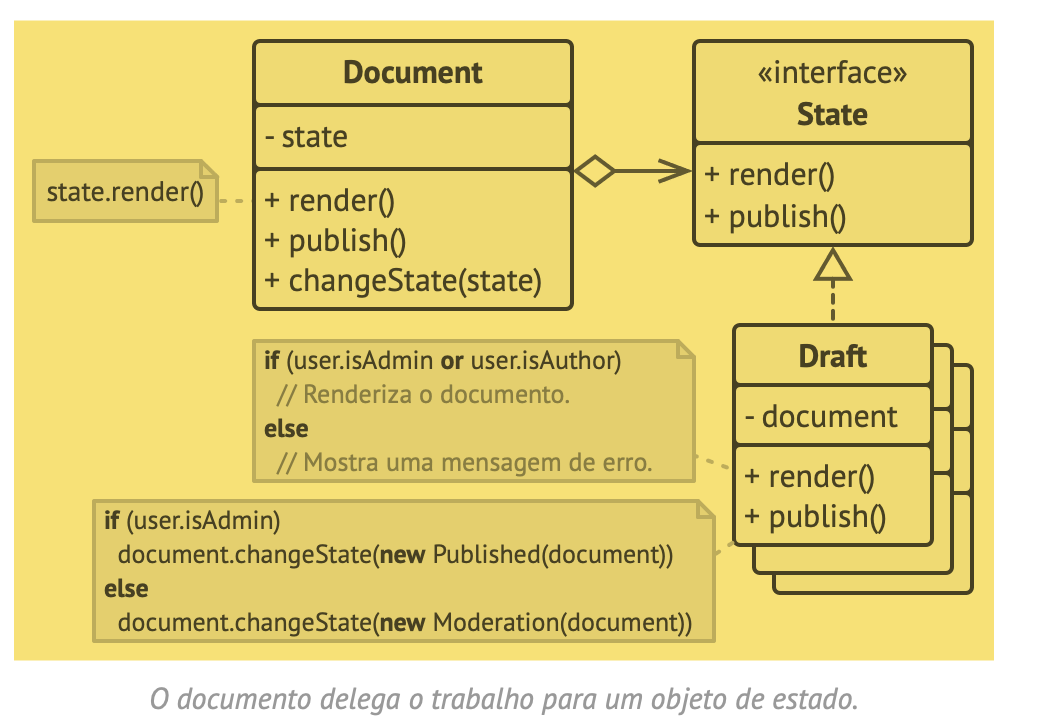 Document
- state
+ render()
+ publish()
+ changeState(state)
«interface»
State
+ render()
+ publish()
state.render()
Draft
- document
+ render()
+ publish()
if (user.isAdmin or user.isAuthor)
// Renderiza o documento.
else
// Mostra uma mensagem de erro.
if (user.isAdmin)
document.changeState(new Published(document))
else
document.changeState(new Moderation(document))
O documento delega o trabalho para um objeto de estado.